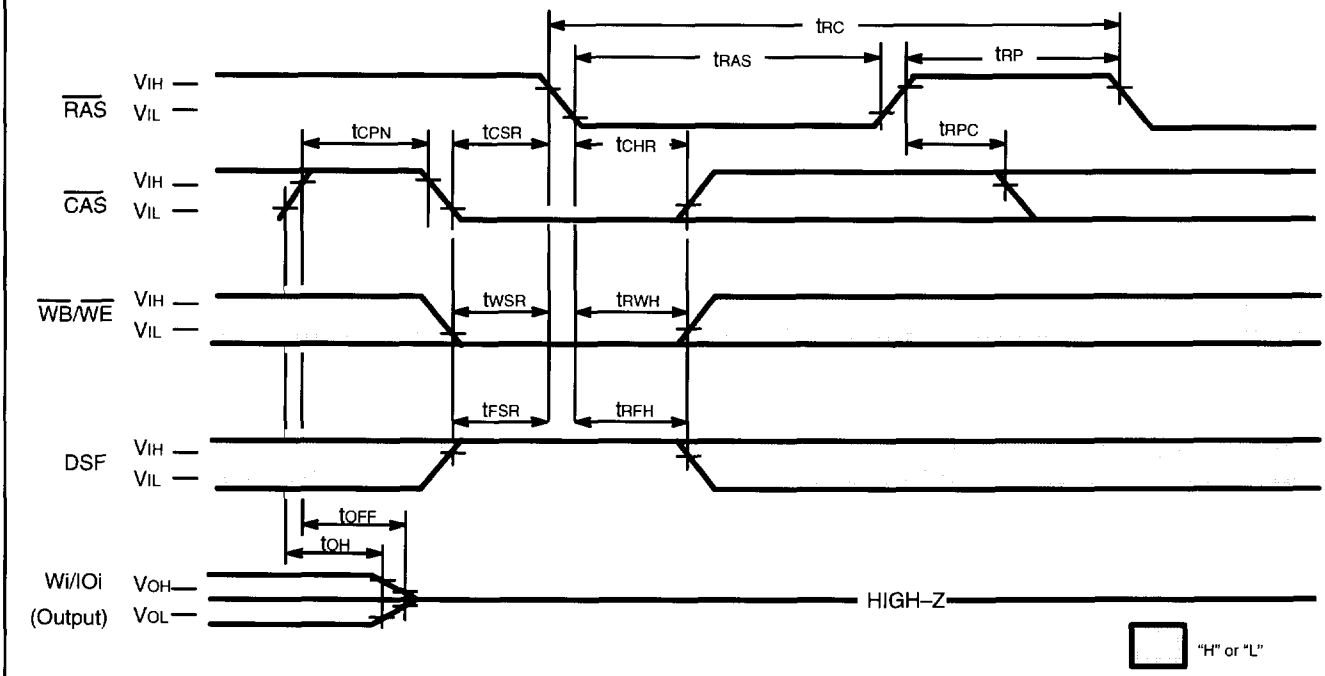 tRC
tRAS
tRP
RAS
VIH
VIL
tCPN
tCSR
tCHR
tRPC
CAS
VIH
VIL
WB/WE
VIH
VIL
tWSR
tRWH
tFSR
tRFH
DSF
VIH
VIL
tOFF
tOH
Wi/IOi
(Output)
VOH
VOL
HIGH–Z
"H" or "L"